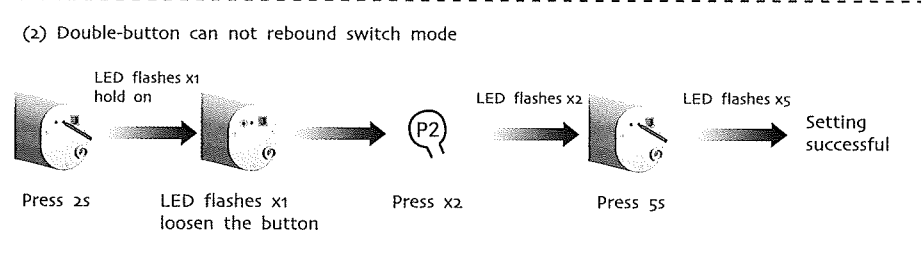 (2) Double-button can not rebound switch mode
LED flashes x1
hold on
LED flashes x2
LED flashes x5
P2
Setting
successful
Press 2s
LED flashes x1
loosen the button
Press x2
Press 5s